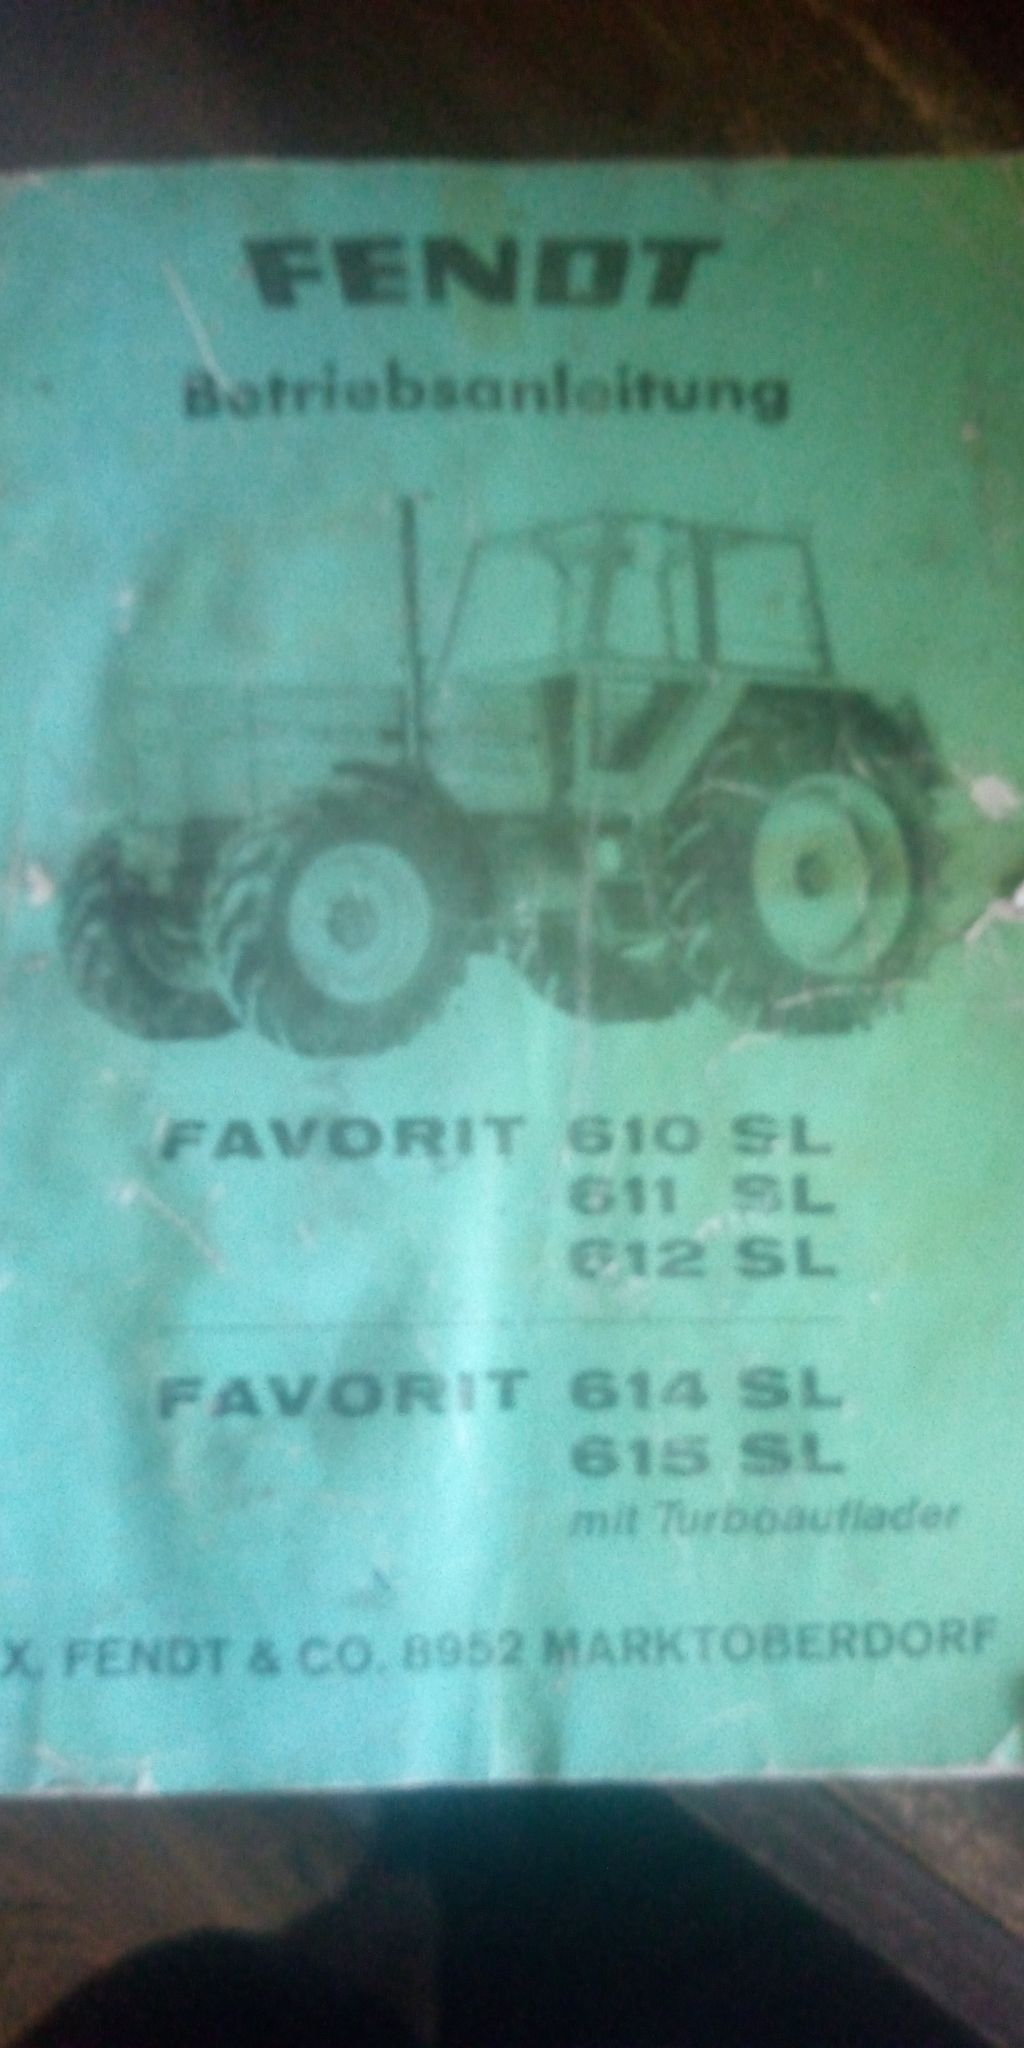 FENDT
Betriebsanleitung
FAVORIT 610 SL
611 SL
612 SL
FAVORIT 614 SL
615 SL
mit Turboauflader
X. FENDT & CO. 8952 MARKTOBERDORF